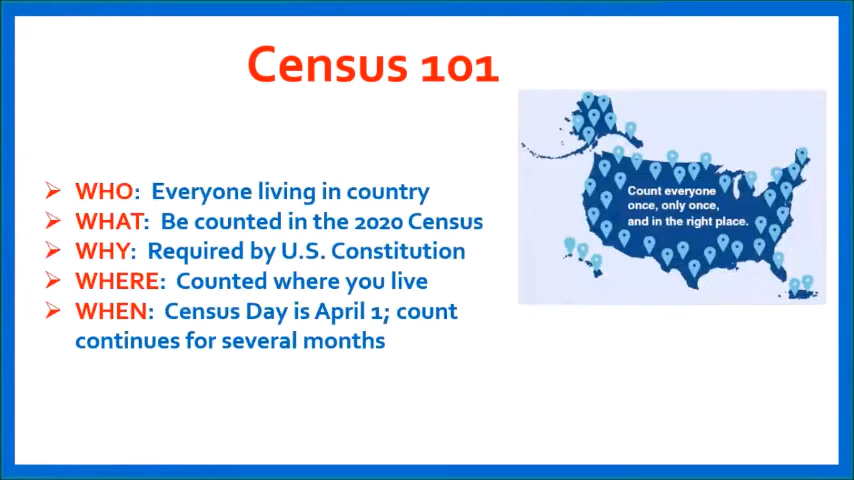 Census 101
WHO: Everyone living in country
WHAT: Be counted in the 2020 Census
WHY: Required by U.S. Constitution
WHERE: Counted where you live
WHEN: Census Day is April 1; count
continues for several months
Count everyone
once, only once,
and in the right place.